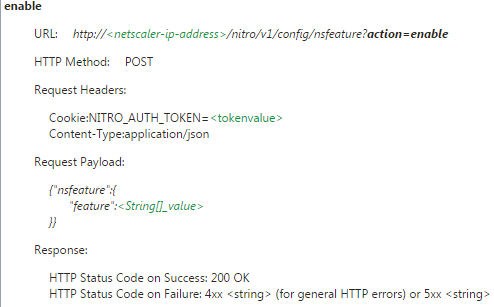 enable
URL: http://<netscaler-ip-address>/nitro/v1/config/nsfeature?action=enable
HTTP Method: POST
Request Headers:
Cookie:NITRO_AUTH_TOKEN=<tokenvalue>
Content-Type:application/json
Request Payload:
{"nsfeature":{
"feature":<String[]_value>
}}
Response:
HTTP Status Code on Success: 200 OK
HTTP Status Code on Failure: 4xx <string> (for general HTTP errors) or 5xx <string>